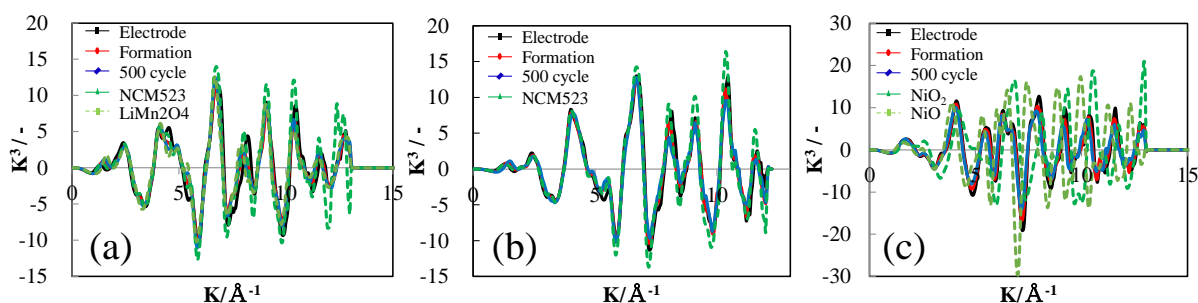 20
15
10
5
0
-5
-10
-15
K³/ -
Electrode
Formation
500 cycle
NCM523
LiMn2O4
5
10
15
(a)
K/Å⁻¹
20
15
10
5
0
-5
-10
-15
K³/ -
Electrode
Formation
500 cycle
NCM523
5
10
(b)
K/Å⁻¹
30
20
10
0
-10
-20
-30
K³/ -
Electrode
Formation
500 cycle
NiO₂
NiO
0
5
10
15
(c)
K/Å⁻¹